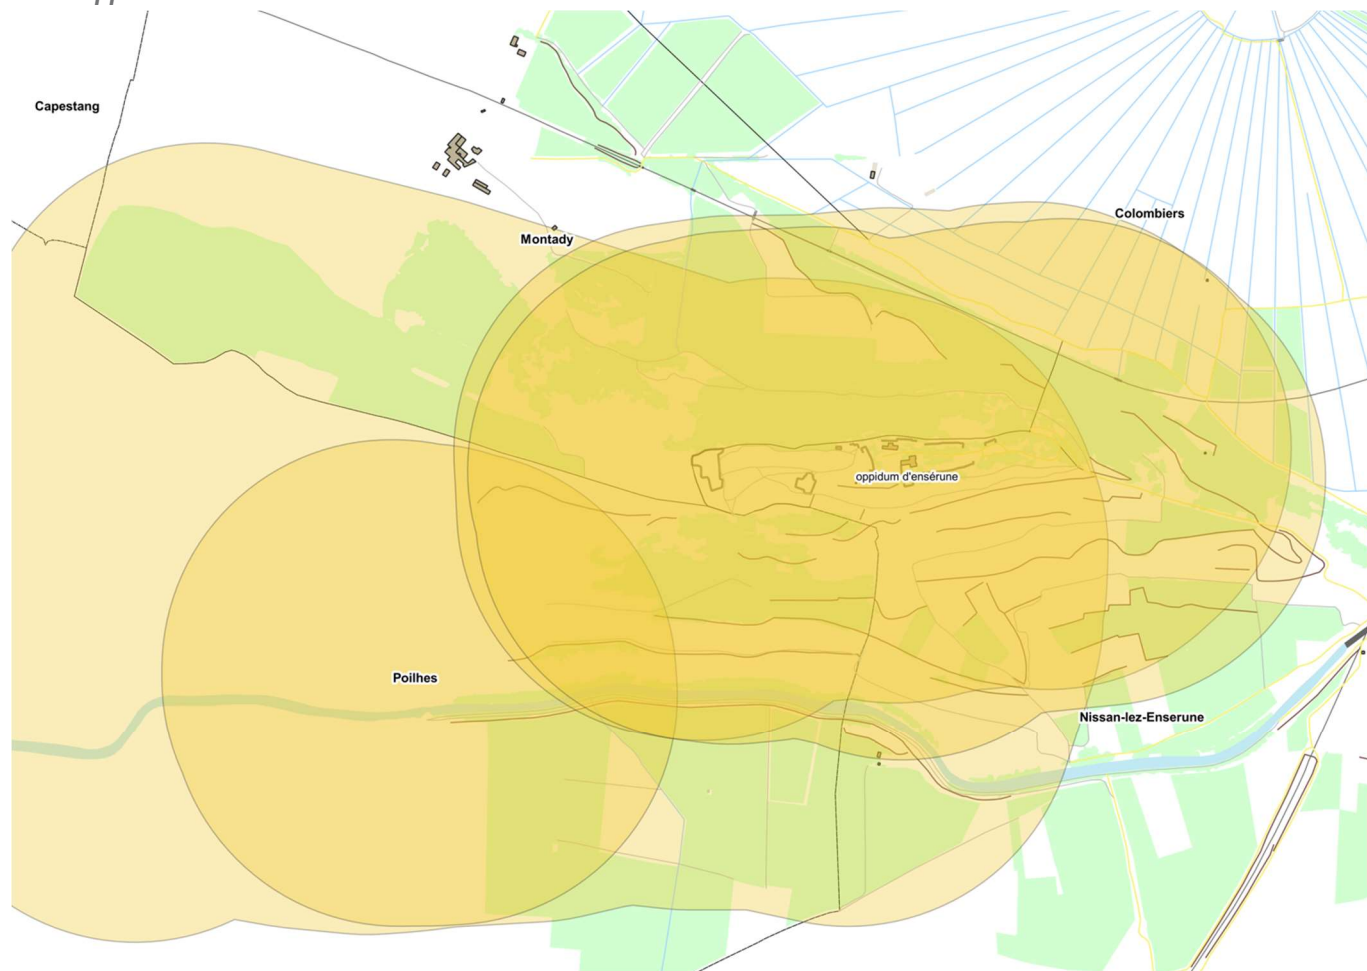 Capestang
Colombiers
Montady
oppidum d'ensérune
Poilhes
Nissan-lez-Enserune